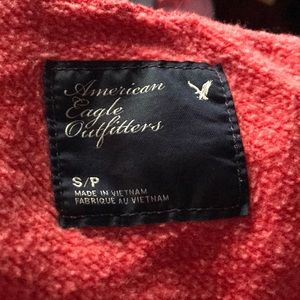 American
Eagle
Outfitters
S/P
MADE IN VIETNAM
FABRIQUE AU VIETNAM